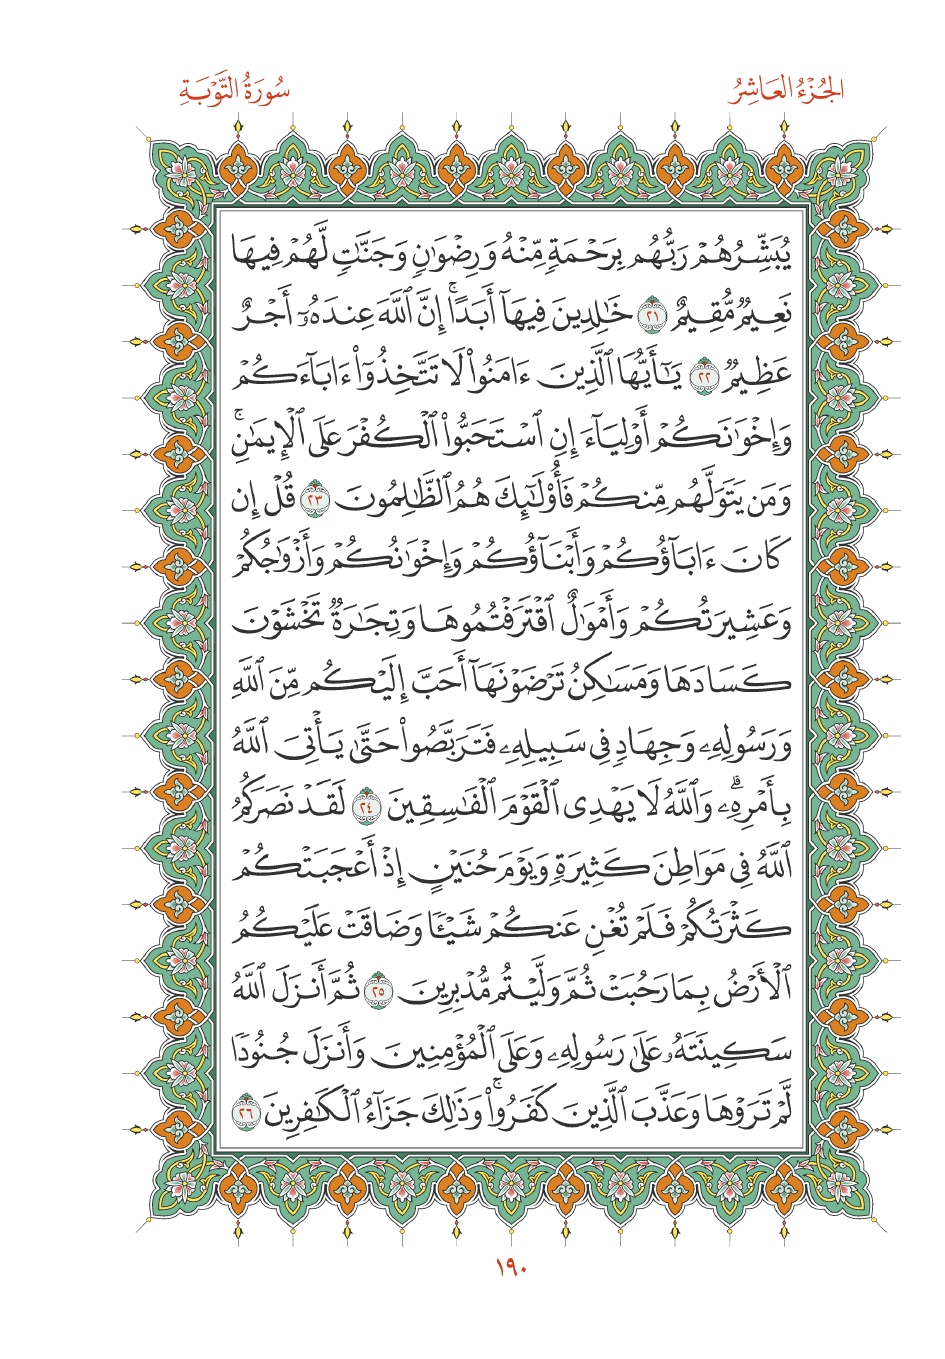 الجُزْءُ العَاشِرُ
سُورَةُ التَّوْبَةِ
يُبَشِّرُهُمْ رَبُّهُم بِرَحْمَةٍ مِّنْهُ وَرِضْوَٰنٍ وَجَنَّٰتٍ لَّهُمْ فِيهَا
نَعِيمٌ مُّقِيمٌ ٢١ خَٰلِدِينَ فِيهَآ أَبَدًا ۚ إِنَّ ٱللَّهَ عِندَهُۥٓ أَجْرٌ
عَظِيمٌ ٢٢ يَٰٓأَيُّهَا ٱلَّذِينَ ءَامَنُوا۟ لَا تَتَّخِذُوٓا۟ ءَابَآءَكُمْ
وَإِخْوَٰنَكُمْ أَوْلِيَآءَ إِنِ ٱسْتَحَبُّوا۟ ٱلْكُفْرَ عَلَى ٱلْإِيمَٰنِ ۚ
وَمَن يَتَوَلَّهُم مِّنكُمْ فَأُو۟لَٰٓئِكَ هُمُ ٱلظَّٰلِمُونَ ٢٣ قُلْ إِن
كَانَ ءَابَآؤُكُمْ وَأَبْنَآؤُكُمْ وَإِخْوَٰنُكُمْ وَأَزْوَٰجُكُمْ
وَعَشِيرَتُكُمْ وَأَمْوَٰلٌ ٱقْتَرَفْتُمُوهَا وَتِجَٰرَةٌ تَخْشَوْنَ
كَسَادَهَا وَمَسَٰكِنُ تَرْضَوْنَهَآ أَحَبَّ إِلَيْكُم مِّنَ ٱللَّهِ
وَرَسُولِهِۦ وَجِهَادٍ فِى سَبِيلِهِۦ فَتَرَبَّصُوا۟ حَتَّىٰ يَأْتِىَ ٱللَّهُ
بِأَمْرِهِۦ ۗ وَٱللَّهُ لَا يَهْدِى ٱلْقَوْمَ ٱلْفَٰسِقِينَ ٢٤ لَقَدْ نَصَرَكُمُ
ٱللَّهُ فِى مَوَاطِنَ كَثِيرَةٍ وَيَوْمَ حُنَيْنٍ إِذْ أَعْجَبَتْكُمْ
كَثْرَتُكُمْ فَلَمْ تُغْنِ عَنكُمْ شَيْـًٔا وَضَاقَتْ عَلَيْكُمُ
ٱلْأَرْضُ بِمَا رَحُبَتْ ثُمَّ وَلَّيْتُم مُّدْبِرِينَ ٢٥ ثُمَّ أَنزَلَ ٱللَّهُ
سَكِينَتَهُۥ عَلَىٰ رَسُولِهِۦ وَعَلَى ٱلْمُؤْمِنِينَ وَأَنزَلَ جُنُودًا
لَّمْ تَرَوْهَا وَعَذَّبَ ٱلَّذِينَ كَفَرُوا۟ ۚ وَذَٰلِكَ جَزَآءُ ٱلْكَٰفِرِينَ ٢٦
١٩٠